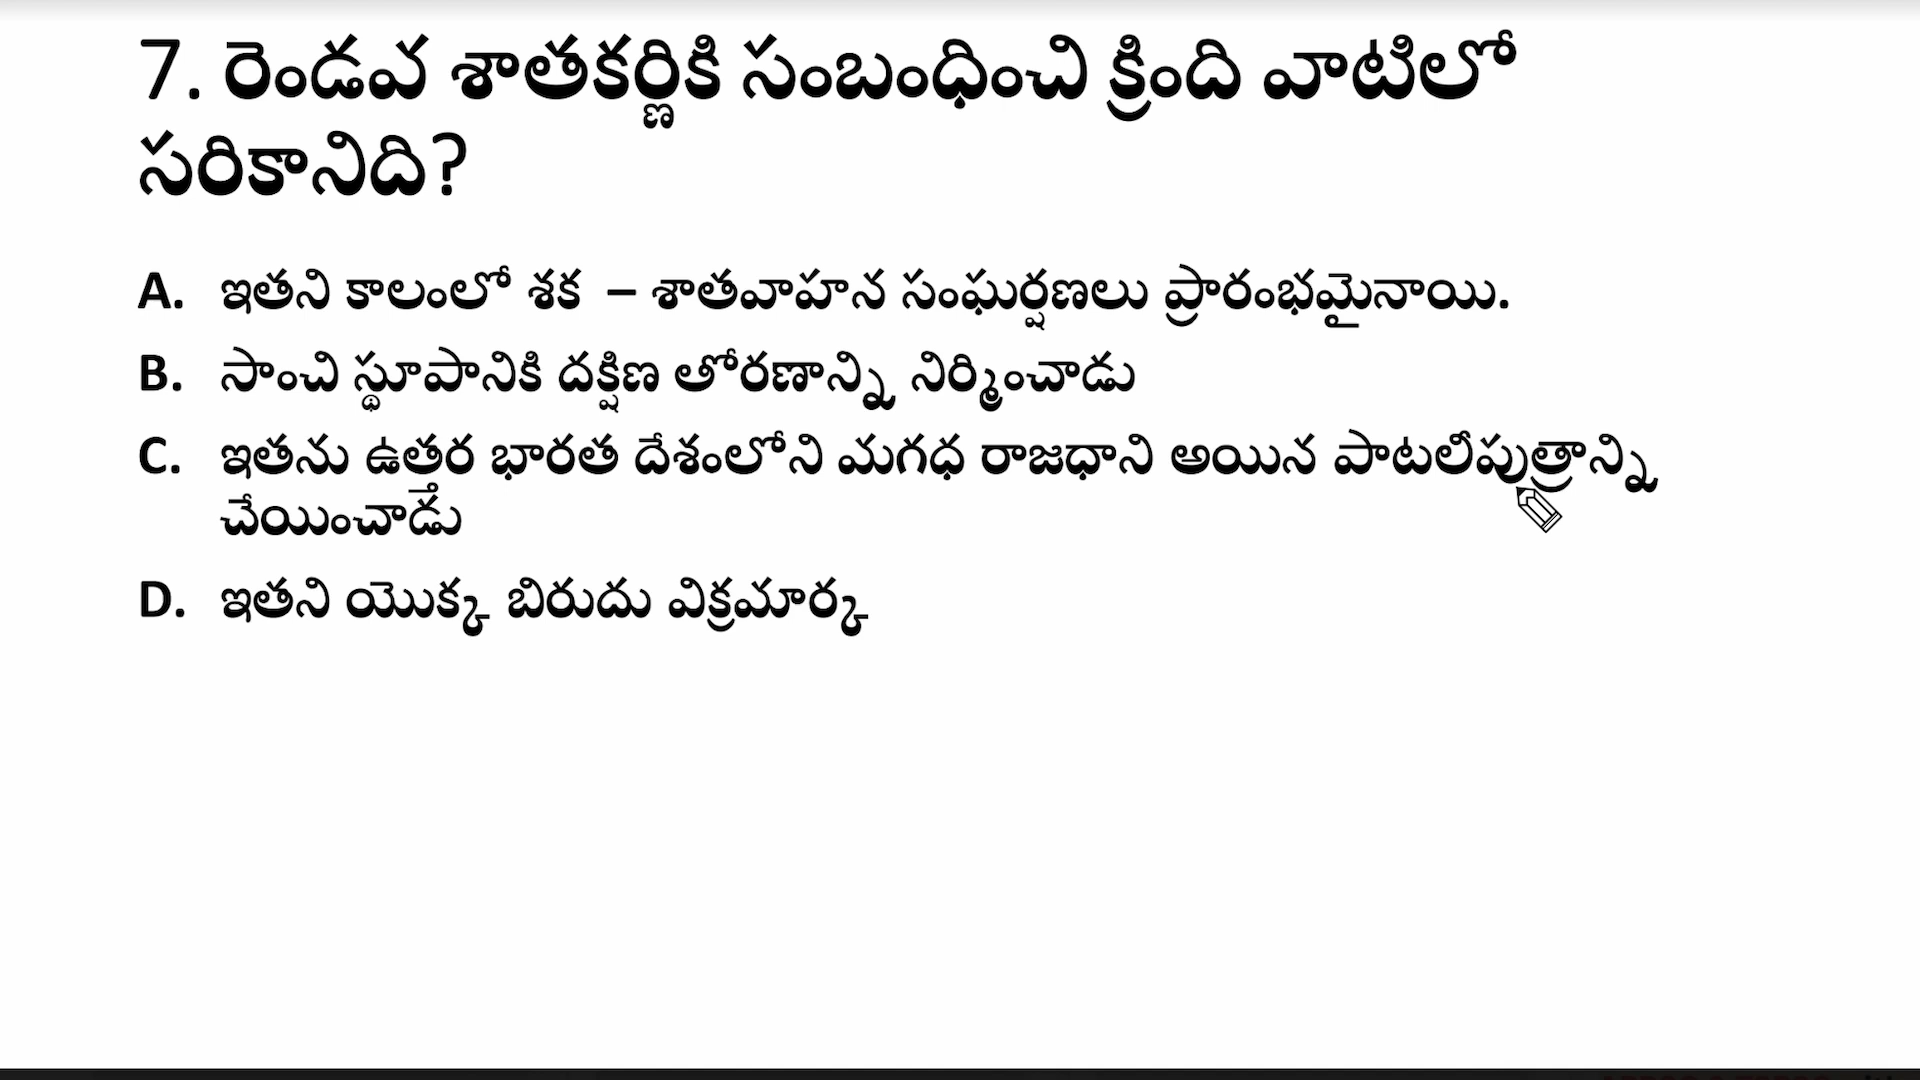 7. రెండవ శాతకర్ణికి సంబంధించి క్రింది వాటిలో
సరికానిది?
A. ఇతని కాలంలో శక – శాతవాహన సంఘర్షణలు ప్రారంభమైనాయి.
B. సాంచి స్థూపానికి దక్షిణ తోరణాన్ని నిర్మించాడు
C. ఇతను ఉత్తర భారత దేశంలోని మగధ రాజధాని అయిన పాటలీపుత్రాన్ని
చేయించాడు
D. ఇతని యొక్క బిరుదు విక్రమార్క